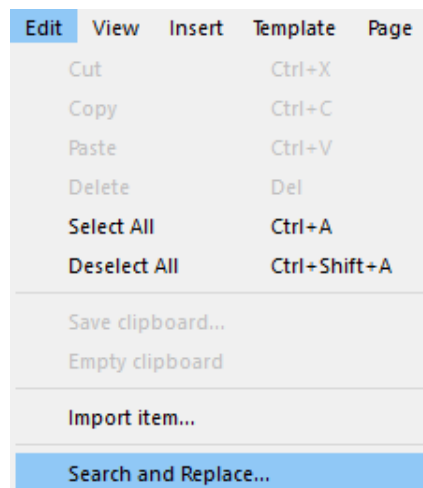 Edit View Insert Template Page
Cut Ctrl+X
Copy Ctrl+C
Paste Ctrl+V
Delete Del
Select All Ctrl+A
Deselect All Ctrl+Shift+A
Save clipboard...
Empty clipboard
Import item...
Search and Replace...